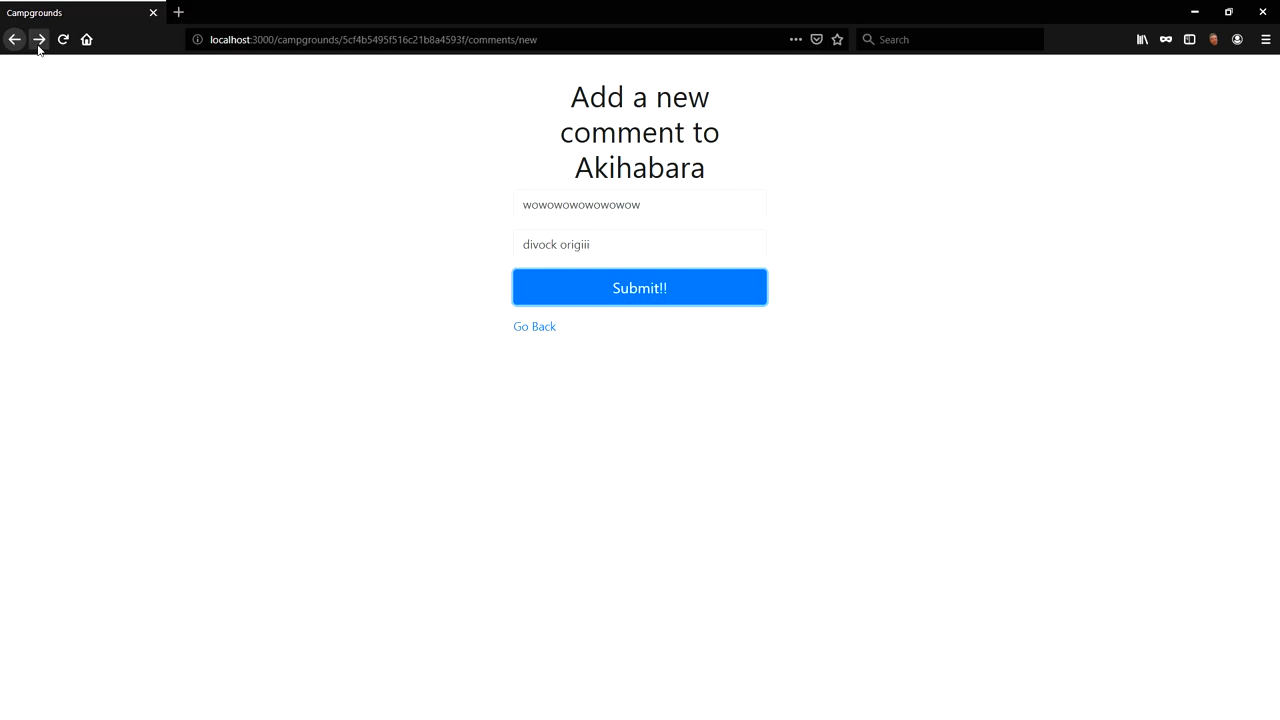 Campgrounds
localhost:3000/campgrounds/5cf4b5495f516c21b8a4593f/comments/new
Search
Add a new
comment to
Akihabara
wowowowowowowow
divock origiii
Submit!!
Go Back